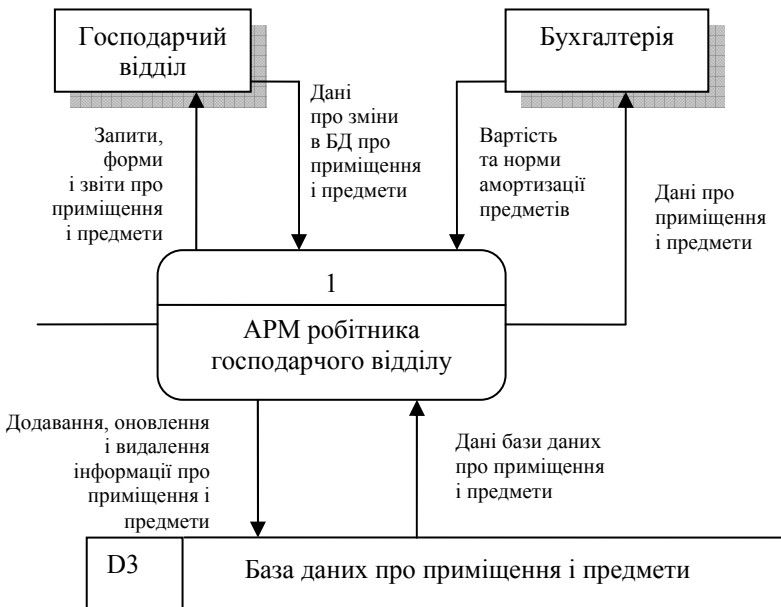 Господарчий
відділ
Бухгалтерія
Запити,
форми
і звіти про
приміщення
і предмети
Дані
про зміни
в БД про
приміщення
і предмети
Вартість
та норми
амортизації
предметів
Дані про
приміщення
і предмети
1
АРМ робітника
господарчого відділу
Додавання, оновлення
і видалення
інформації про
приміщення і
предмети
Дані бази даних
про приміщення
і предмети
D3
База даних про приміщення і предмети